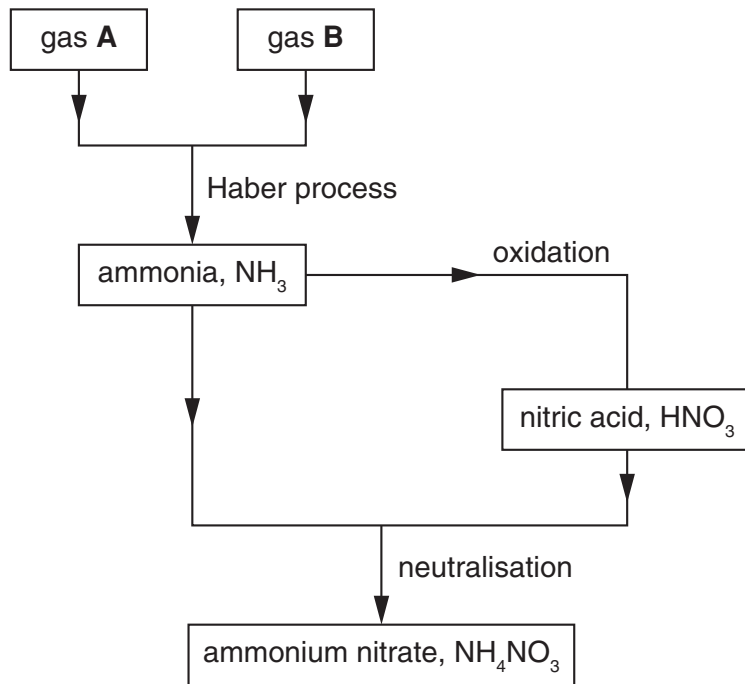 gas A
gas B
Haber process
ammonia, NH₃
oxidation
nitric acid, HNO₃
neutralisation
ammonium nitrate, NH₄NO₃